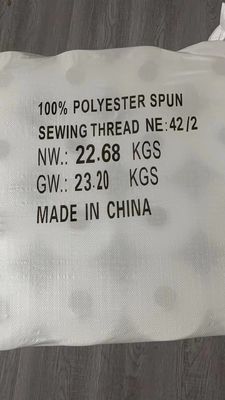 100% POLYESTER SPUN
SEWING THREAD NE: 42/2
NW.: 22.68 KGS
GW.: 23.20 KGS
MADE IN CHINA